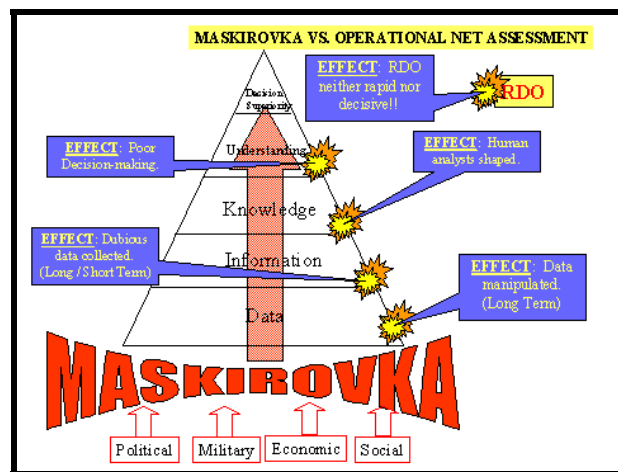 MASKIROVKA VS. OPERATIONAL NET ASSESSMENT
EFFECT: RDO
neither rapid nor
decisive!!
RDO
Decision
Superiority
EFFECT: Poor
Decision-making.
Understanding
EFFECT: Human
analysts shaped.
Knowledge
EFFECT: Dubious
data collected.
(Long / Short Term)
Information
EFFECT: Data
manipulated.
(Long Term)
Data
MASKIROVKA
Political
Military
Economic
Social